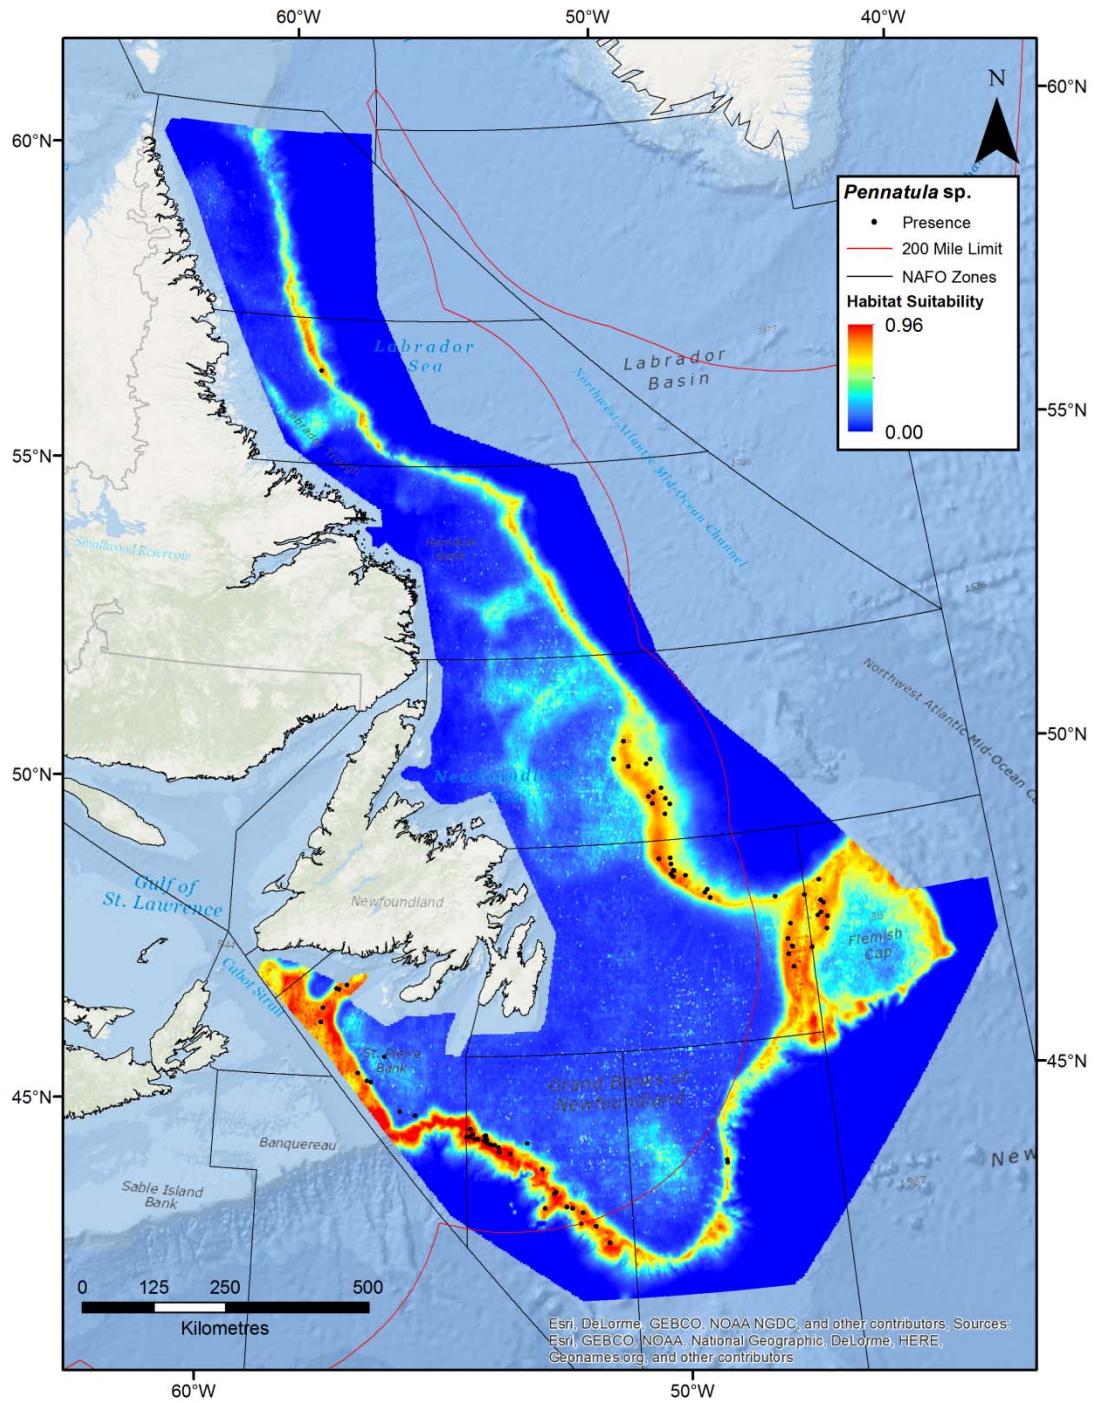 60°W 50°W 40°W
60°N
60°N
N
Pennatula sp.
Presence
200 Mile Limit
NAFO Zones
Habitat Suitability
0.96
0.00
Labrador
Sea
Labrador
Basin
Northwest Atlantic Mid-Ocean Channel
55°N
55°N
Labrador Trough
Smallwood Reservoir
Northwest Atlantic Mid-Ocean
50°N
50°N
Newfoundland
Gulf of
St. Lawrence
Newfoundland
Flemish
Cap
Cubot Strait
45°N
45°N
St. Pierre
Bank
Grand Banks of
Newfoundland
Banquereau
New
Sable Island
Bank
0 125 250 500
Kilometres
Esri, DeLorme, GEBCO, NOAA NGDC, and other contributors, Sources:
Esri, GEBCO, NOAA, National Geographic, DeLorme, HERE,
Geonames.org, and other contributors
60°W 50°W